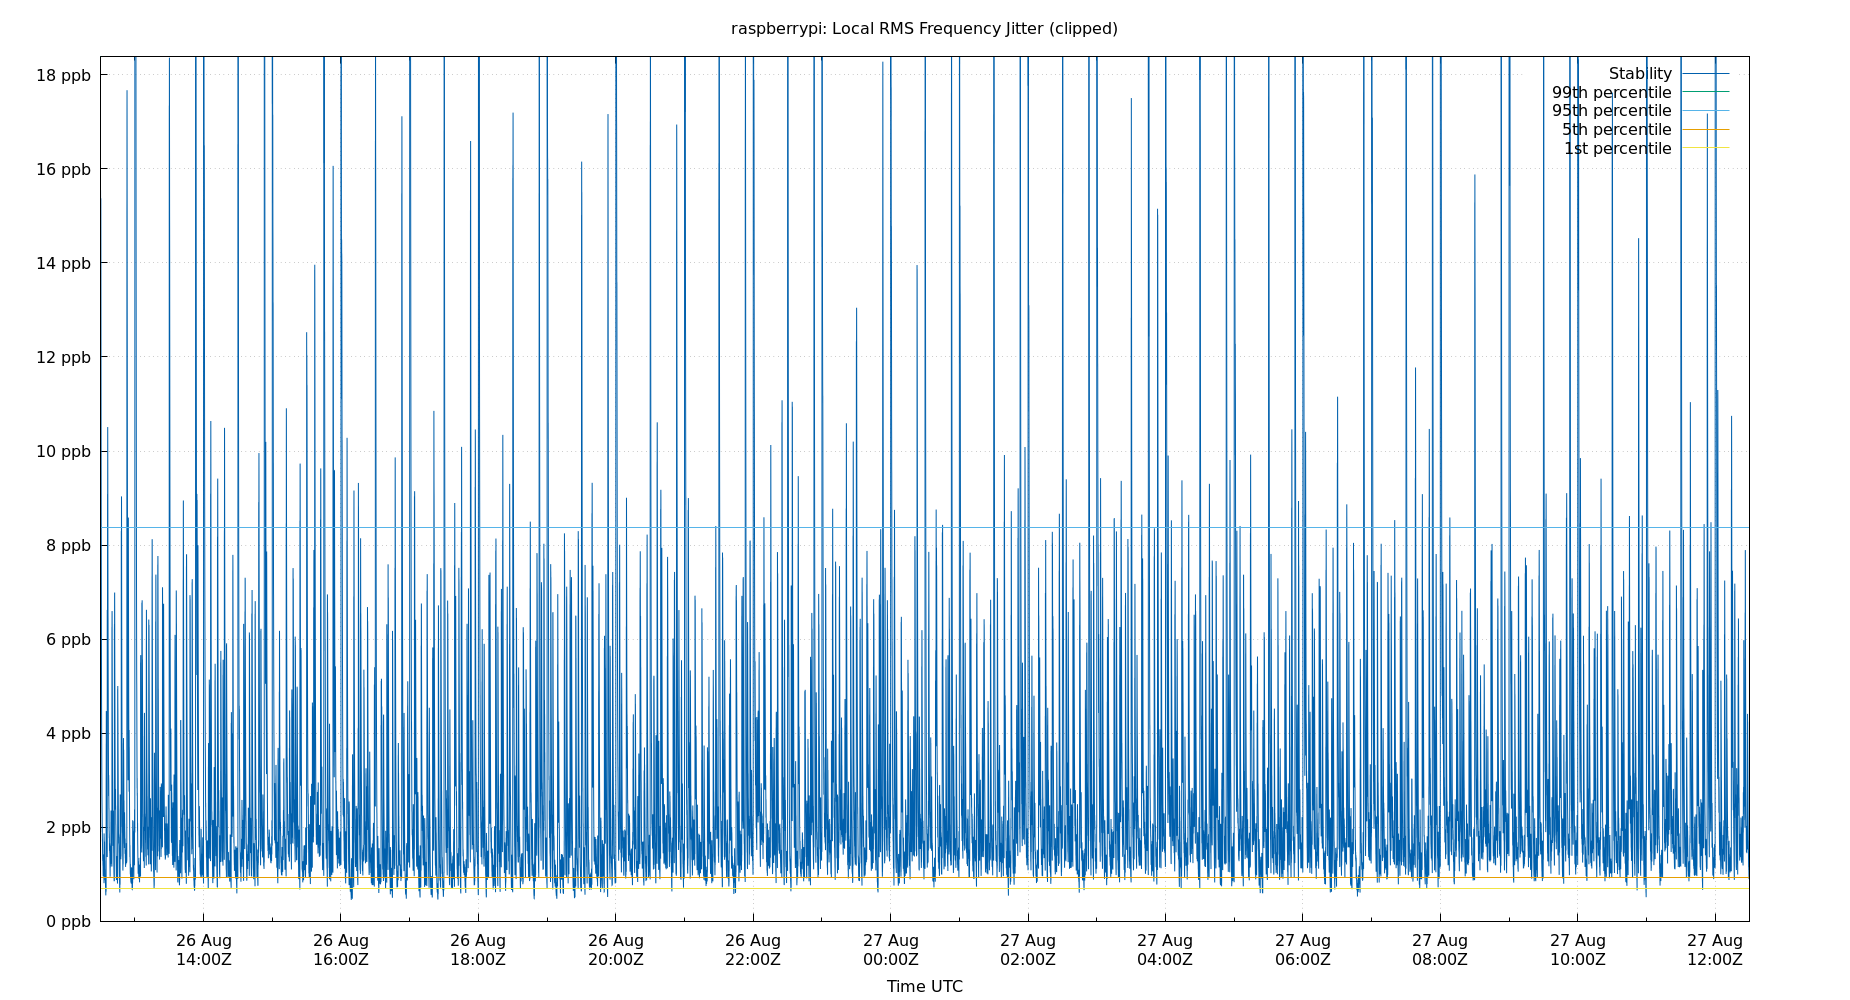 raspberrypi: Local RMS Frequency Jitter (clipped)
18 ppb
16 ppb
14 ppb
12 ppb
10 ppb
8 ppb
6 ppb
4 ppb
2 ppb
0 ppb
Stability
99th percentile
95th percentile
5th percentile
1st percentile
26 Aug 26 Aug 26 Aug 26 Aug 26 Aug 27 Aug 27 Aug 27 Aug 27 Aug 27 Aug 27 Aug 27 Aug
14:00Z 16:00Z 18:00Z 20:00Z 22:00Z 00:00Z 02:00Z 04:00Z 06:00Z 08:00Z 10:00Z 12:00Z
Time UTC